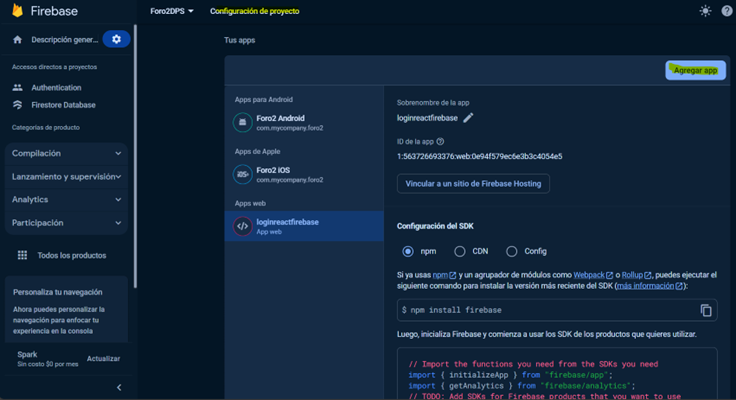 Firebase
Foro2DPS
Configuración de proyecto
Descripción gener...
Accesos directos a proyectos
Authentication
Firestore Database
Categorías de producto
Compilación
Lanzamiento y supervisión
Analytics
Participación
Todos los productos
Personaliza tu navegación
Ahora puedes personalizar la
navegación para enfocar tu
experiencia en la consola
Spark
Sin costo $0 por mes
Actualizar
Tus apps
Agregar app
Apps para Android
Foro2 Android
com.mycompany.foro2
Apps de Apple
iOS+
Foro2 iOS
com.mycompany.foro2
Apps web
loginreactfirebase
App web
Sobrenombre de la app
loginreactfirebase
ID de la app
1:563726693376:web:0e94f579ec6e3b3c4054e5
Vincular a un sitio de Firebase Hosting
Configuración del SDK
npm
CDN
Config
Si ya usas npm y un agrupador de módulos como Webpack o Rollup, puedes ejecutar el
siguiente comando para instalar la versión más reciente del SDK (más información):
$ npm install firebase
Luego, inicializa Firebase y comienza a usar los SDK de los productos que quieres utilizar.
// Import the functions you need from the SDKs you need
import { initializeApp } from "firebase/app";
import { getAnalytics } from "firebase/analytics";
// TODO: Add SDKs for Firebase products that you want to use